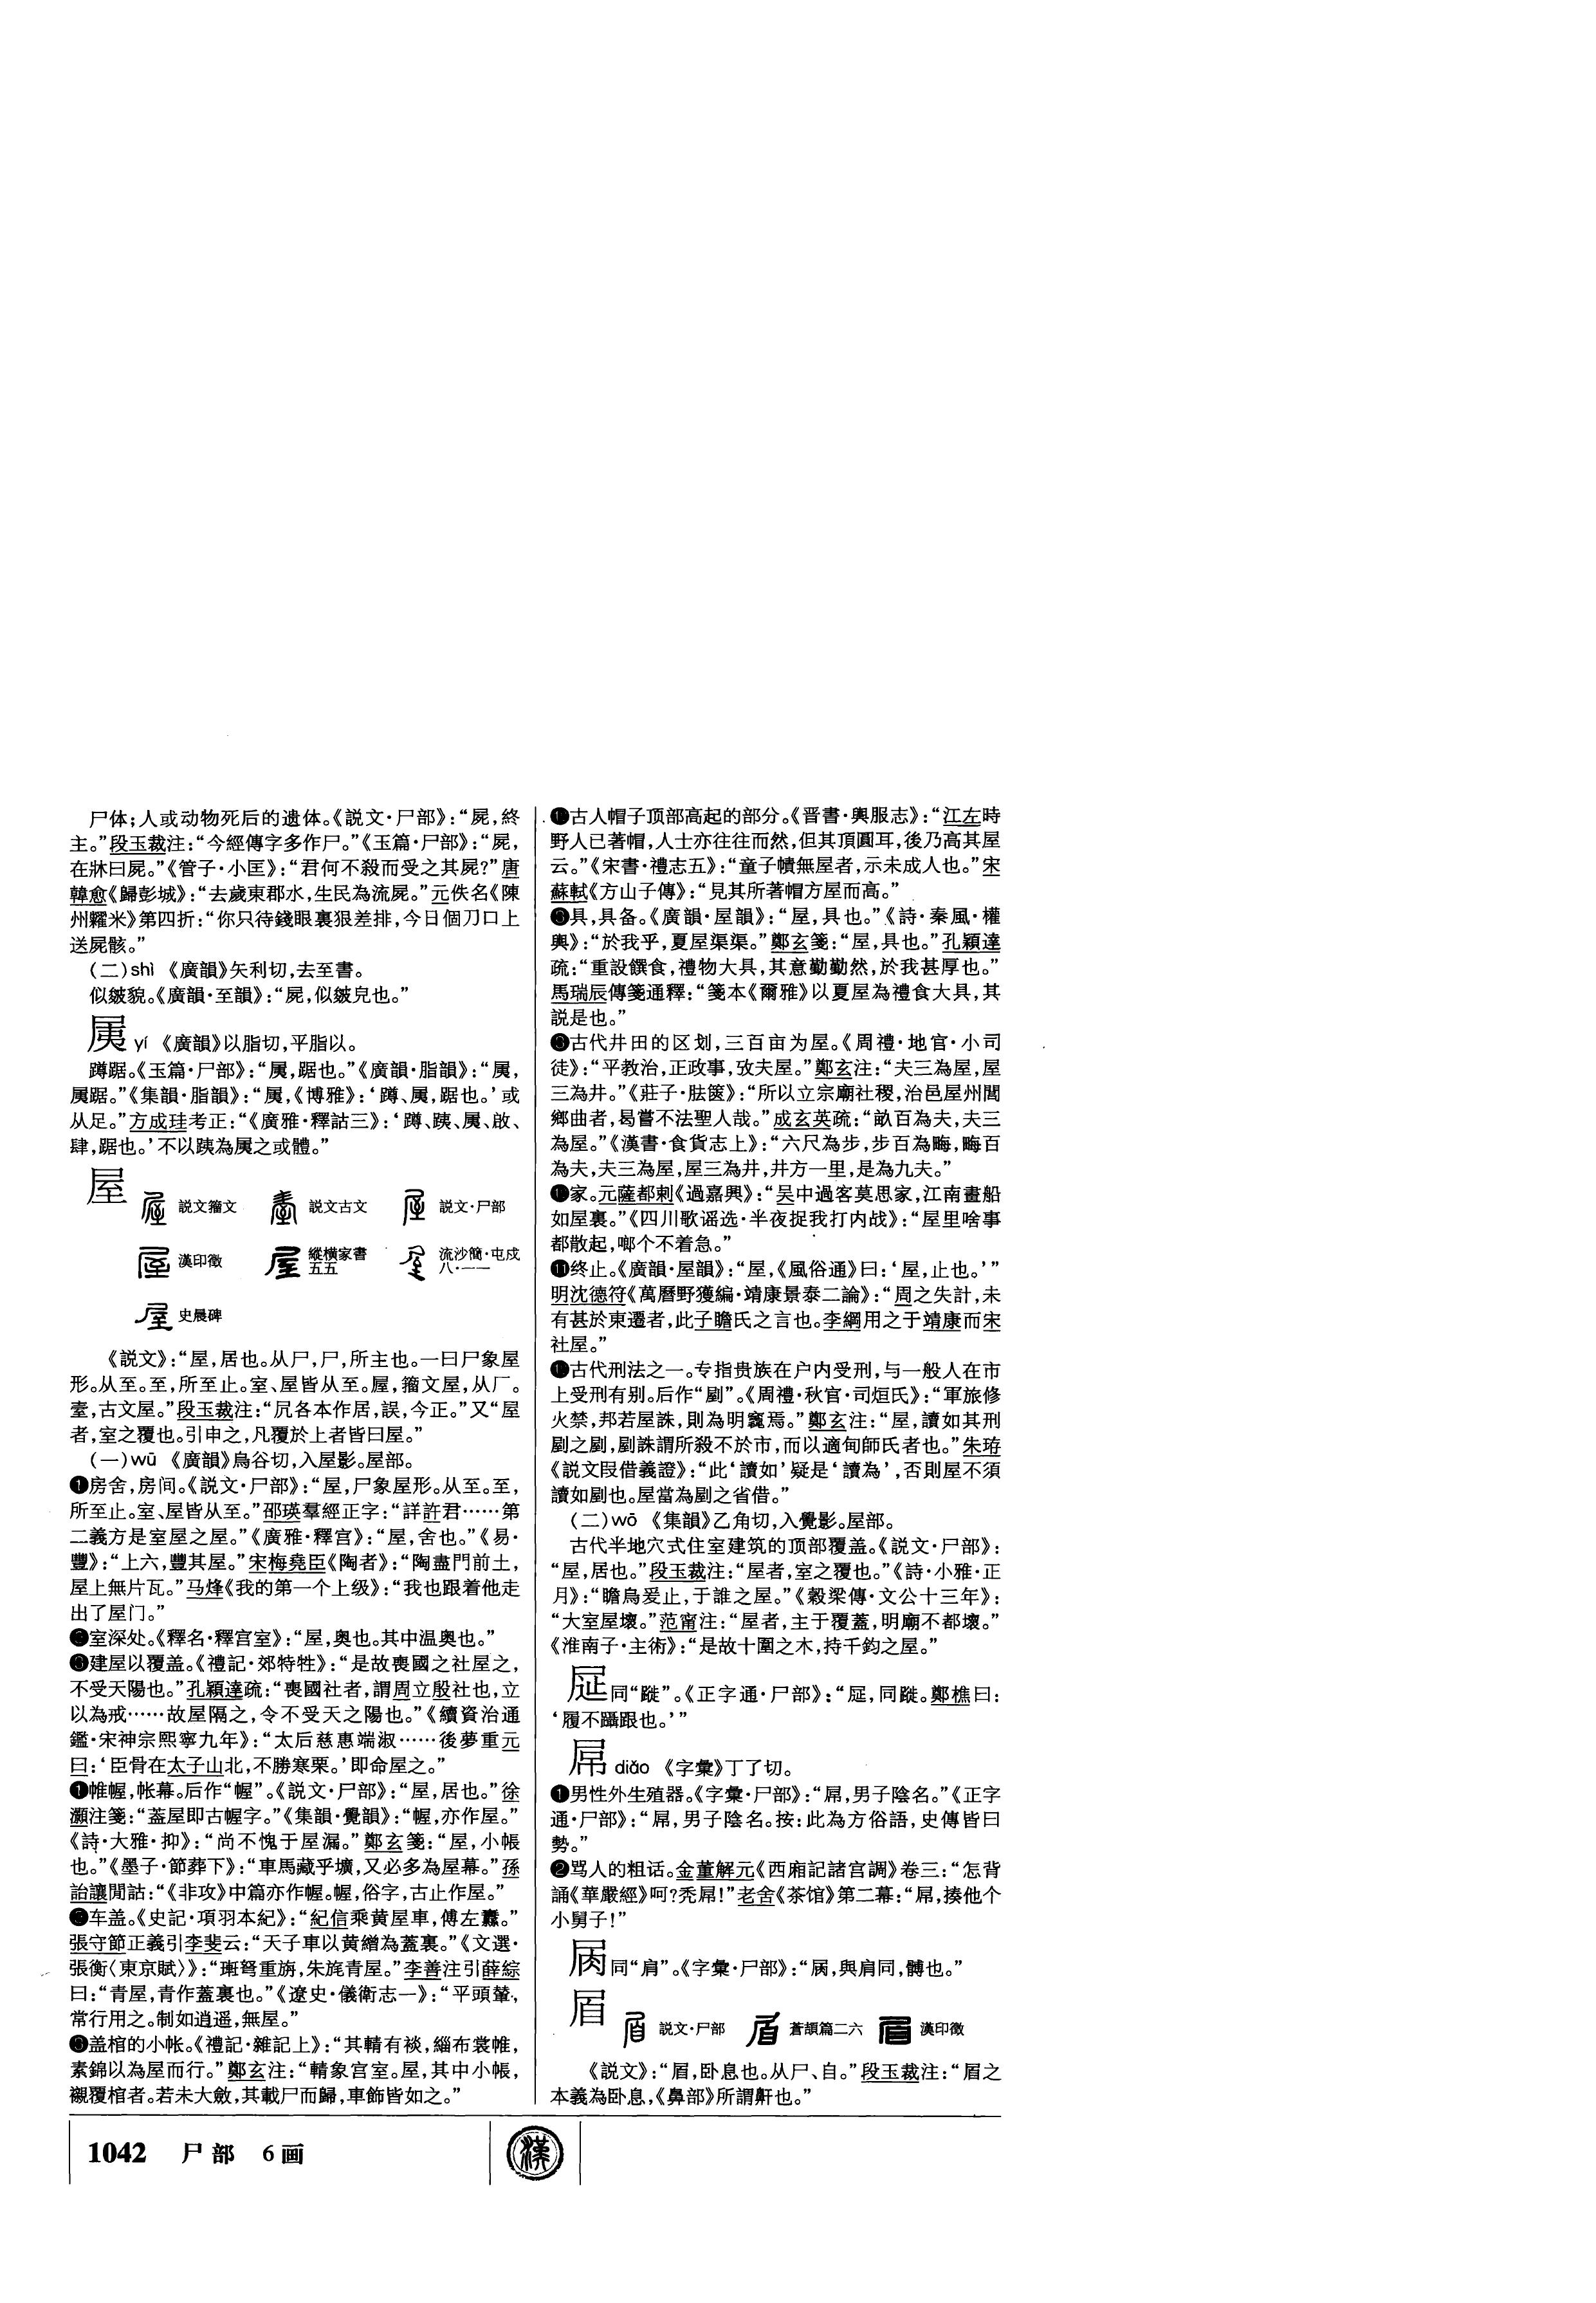 尸体;人或动物死后的遗体。《説文·尸部》:“屍,終
主。”段玉裁注:“今經傳字多作尸。”《玉篇·尸部》:“屍,
在牀曰屍。”《管子·小匡》:“君何不殺而受之其屍?”唐
韓愈《歸彭城》:“去歲東郡水,生民為流屍。”元佚名《陳
州糶米》第四折:“你只待錢眼裏狠差排,今日個刀口上
送屍骸。”
(二)shì 《廣韻》矢利切,去至書。
似皴貌。《廣韻·至韻》:“屍,似皴皃也。”
𡱐 yí 《廣韻》以脂切,平脂以。
蹲踞。《玉篇·尸部》:“𡱐,踞也。”《廣韻·脂韻》:“𡱐,
𡱐踞。”《集韻·脂韻》:“𡱐,《博雅》:‘蹲、𡱐,踞也。’或
从足。”方成珪考正:“《廣雅·釋詁三》:‘蹲、跠、𡱐、啟、
肆,踞也。’不以跠為𡱐之或體。”
屋 説文籀文 説文古文 説文·尸部
漢印徵 縱横家書五五 流沙簡·屯戍八·一一
史晨碑
《説文》:“屋,居也。从尸,尸,所主也。一曰尸象屋
形。从至。至,所至止。室、屋皆从至。㞔,籀文屋,从厂。
𡌀,古文屋。”段玉裁注:“凥各本作居,誤,今正。”又“屋
者,室之覆也。引申之,凡覆於上者皆曰屋。”
(一)wū 《廣韻》烏谷切,入屋影。屋部。
❶房舍,房间。《説文·尸部》:“屋,尸象屋形。从至。至,
所至止。室、屋皆从至。”邵瑛羣經正字:“詳許君……第
二義方是室屋之屋。”《廣雅·釋宫》:“屋,舍也。”《易·
豐》:“上六,豐其屋。”宋梅堯臣《陶者》:“陶盡門前土,
屋上無片瓦。”马烽《我的第一个上级》:“我也跟着他走
出了屋门。”
❷室深处。《釋名·釋宫室》:“屋,奥也。其中温奥也。”
❸建屋以覆盖。《禮記·郊特牲》:“是故喪國之社屋之,
不受天陽也。”孔穎達疏:“喪國社者,謂周立殷社也,立
以為戒……故屋隔之,令不受天之陽也。”《續資治通
鑑·宋神宗熙寧九年》:“太后慈惠端淑……後夢重元
曰:‘臣骨在太子山北,不勝寒栗。’即命屋之。”
❹帷幄,帐幕。后作“幄”。《説文·尸部》:“屋,居也。”徐
灝注箋:“蓋屋即古幄字。”《集韻·覺韻》:“幄,亦作屋。”
《詩·大雅·抑》:“尚不愧于屋漏。”鄭玄箋:“屋,小帳
也。”《墨子·節葬下》:“車馬藏乎壙,又必多為屋幕。”孫
詒讓閒詁:“《非攻》中篇亦作幄。幄,俗字,古止作屋。”
❺车盖。《史記·項羽本紀》:“紀信乘黄屋車,傅左纛。”
張守節正義引李斐云:“天子車以黄繒為蓋裏。”《文選·
張衡〈東京賦〉》:“琱弩重旃,朱旄青屋。”李善注引薛綜
曰:“青屋,青作蓋裏也。”《遼史·儀衛志一》:“平頭輦,
常行用之。制如逍遥,無屋。”
❻盖棺的小帐。《禮記·雜記上》:“其輤有裧,緇布裳帷,
素錦以為屋而行。”鄭玄注:“輤象宫室。屋,其中小帳,
襯覆棺者。若未大斂,其載尸而歸,車飾皆如之。”
❼古人帽子顶部高起的部分。《晋書·輿服志》:“江左時
野人已著帽,人士亦往往而然,但其頂圓耳,後乃高其屋
云。”《宋書·禮志五》:“童子幘無屋者,示未成人也。”宋
蘇軾《方山子傳》:“見其所著帽方屋而高。”
❽具,具备。《廣韻·屋韻》:“屋,具也。”《詩·秦風·權
輿》:“於我乎,夏屋渠渠。”鄭玄箋:“屋,具也。”孔穎達
疏:“重設饌食,禮物大具,其意勤勤然,於我甚厚也。”
馬瑞辰傳箋通釋:“箋本《爾雅》以夏屋為禮食大具,其
説是也。”
❾古代井田的区划,三百亩为屋。《周禮·地官·小司
徒》:“平教治,正政事,攷夫屋。”鄭玄注:“夫三為屋,屋
三為井。”《莊子·胠篋》:“所以立宗廟社稷,治邑屋州閭
鄉曲者,曷嘗不法聖人哉。”成玄英疏:“畝百為夫,夫三
為屋。”《漢書·食貨志上》:“六尺為步,步百為畮,畮百
為夫,夫三為屋,屋三為井,井方一里,是為九夫。”
❿家。元薩都剌《過嘉興》:“吴中過客莫思家,江南畫船
如屋裏。”《四川歌谣选·半夜捉我打内战》:“屋里啥事
都散起,啷个不着急。”
⓫终止。《廣韻·屋韻》:“屋,《風俗通》曰:‘屋,止也。’”
明沈德符《萬曆野獲編·靖康景泰二論》:“周之失計,未
有甚於東遷者,此子瞻氏之言也。李綱用之于靖康而宋
社屋。”
⓬古代刑法之一。专指贵族在户内受刑,与一般人在市
上受刑有别。后作“剭”。《周禮·秋官·司烜氏》:“軍旅修
火禁,邦若屋誅,則為明竁焉。”鄭玄注:“屋,讀如其刑
剭之剭,剭誅謂所殺不於市,而以適甸師氏者也。”朱珔
《説文叚借義證》:“此‘讀如’疑是‘讀為’,否則屋不須
讀如剭也。屋當為剭之省借。”
(二)wō 《集韻》乙角切,入覺影。屋部。
古代半地穴式住室建筑的顶部覆盖。《説文·尸部》:
“屋,居也。”段玉裁注:“屋者,室之覆也。”《詩·小雅·正
月》:“瞻烏爰止,于誰之屋。”《穀梁傳·文公十三年》:
“大室屋壞。”范甯注:“屋者,主于覆蓋,明廟不都壞。”
《淮南子·主術》:“是故十圍之木,持千鈞之屋。”
同“蹝”。《正字通·尸部》:“,同蹝。鄭樵曰:
‘履不躡跟也。’”
屌 diǎo 《字彙》丁了切。
❶男性外生殖器。《字彙·尸部》:“屌,男子陰名。”《正字
通·尸部》:“屌,男子陰名。按:此為方俗語,史傳皆曰
勢。”
❷骂人的粗话。金董解元《西廂記諸宫調》卷三:“怎背
誦《華嚴經》呵?禿屌!”老舍《茶馆》第二幕:“屌,揍他个
小舅子!”
同“肩”。《字彙·尸部》:“,與肩同,髆也。”
眉 説文·尸部 蒼頡篇二六 漢印徵
《説文》:“㞒,卧息也。从尸、自。”段玉裁注:“㞒之
本義為卧息,《鼻部》所謂鼾也。”
1042 尸部 6画
漢